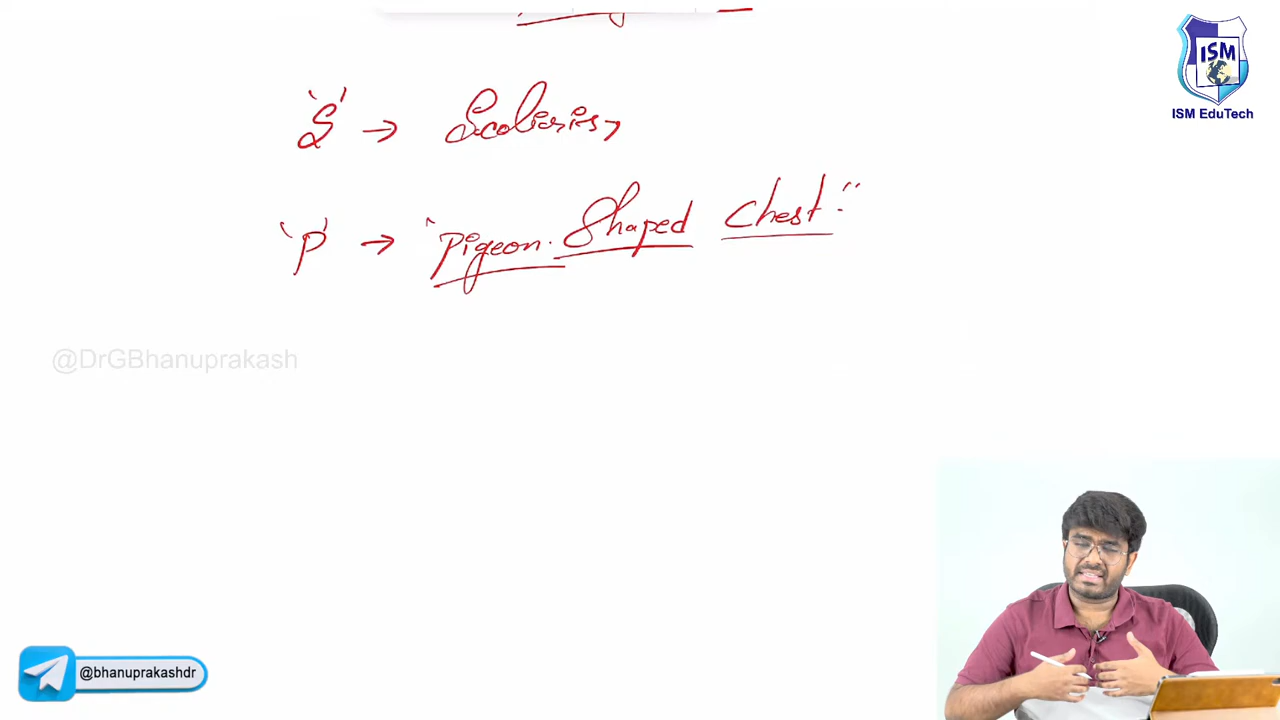 ISM
ISM EduTech
'S' → Scoliosis,
'P' → 'Pigeon. Shaped Chest."
@DrGBhanuprakash
@bhanuprakashdr